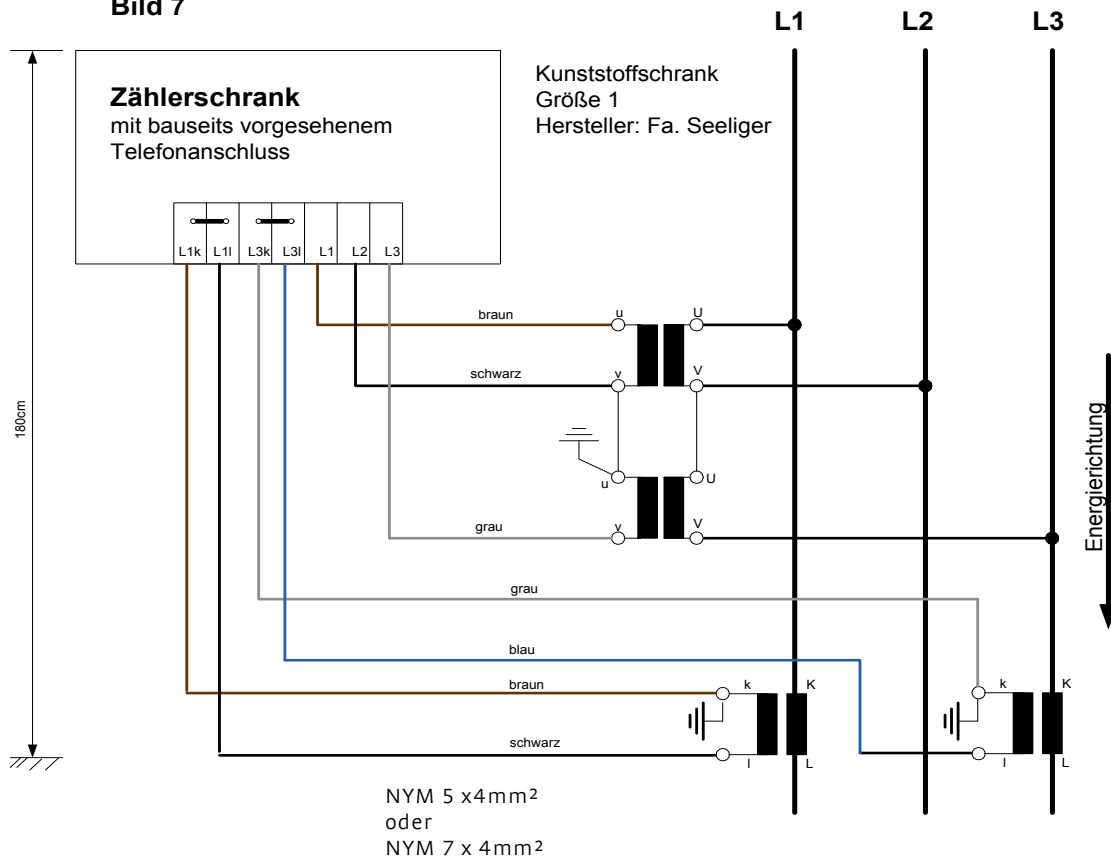 Bild 7
L1
L2
L3
Zählerschrank
mit bauseits vorgesehenem
Telefonanschluss
Kunststoffschrank
Größe 1
Hersteller: Fa. Seeliger
L1k
L1l
L3k
L3l
L1
L2
L3
braun
u
U
schwarz
v
V
180cm
Energierichtung
u
U
grau
v
V
grau
blau
braun
k
K
k
K
schwarz
l
L
l
L
NYM 5 x4mm²
oder
NYM 7 x 4mm²